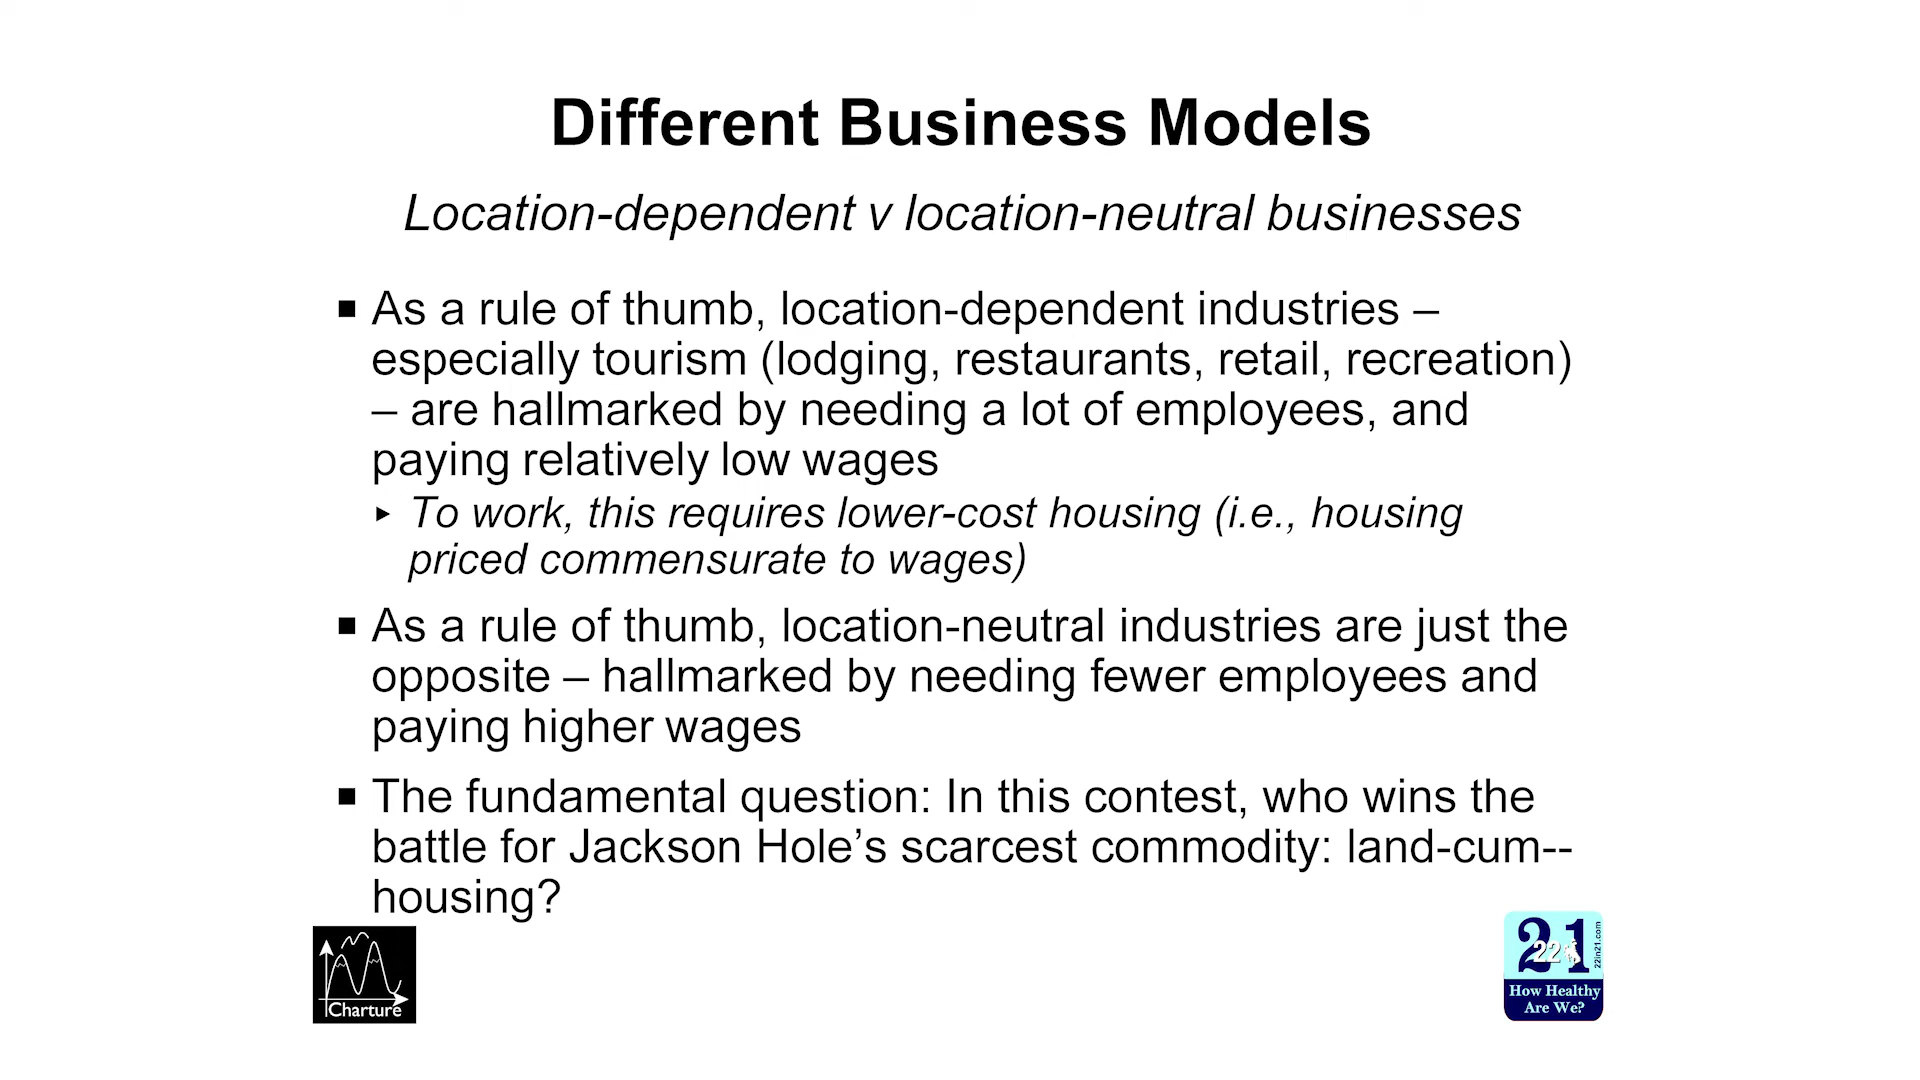 Different Business Models
Location-dependent v location-neutral businesses
■ As a rule of thumb, location-dependent industries –
especially tourism (lodging, restaurants, retail, recreation)
– are hallmarked by needing a lot of employees, and
paying relatively low wages
▸ To work, this requires lower-cost housing (i.e., housing
priced commensurate to wages)
■ As a rule of thumb, location-neutral industries are just the
opposite – hallmarked by needing fewer employees and
paying higher wages
■ The fundamental question: In this contest, who wins the
battle for Jackson Hole’s scarcest commodity: land-cum--
housing?
Charture
21
22
22in21.com
How Healthy
Are We?